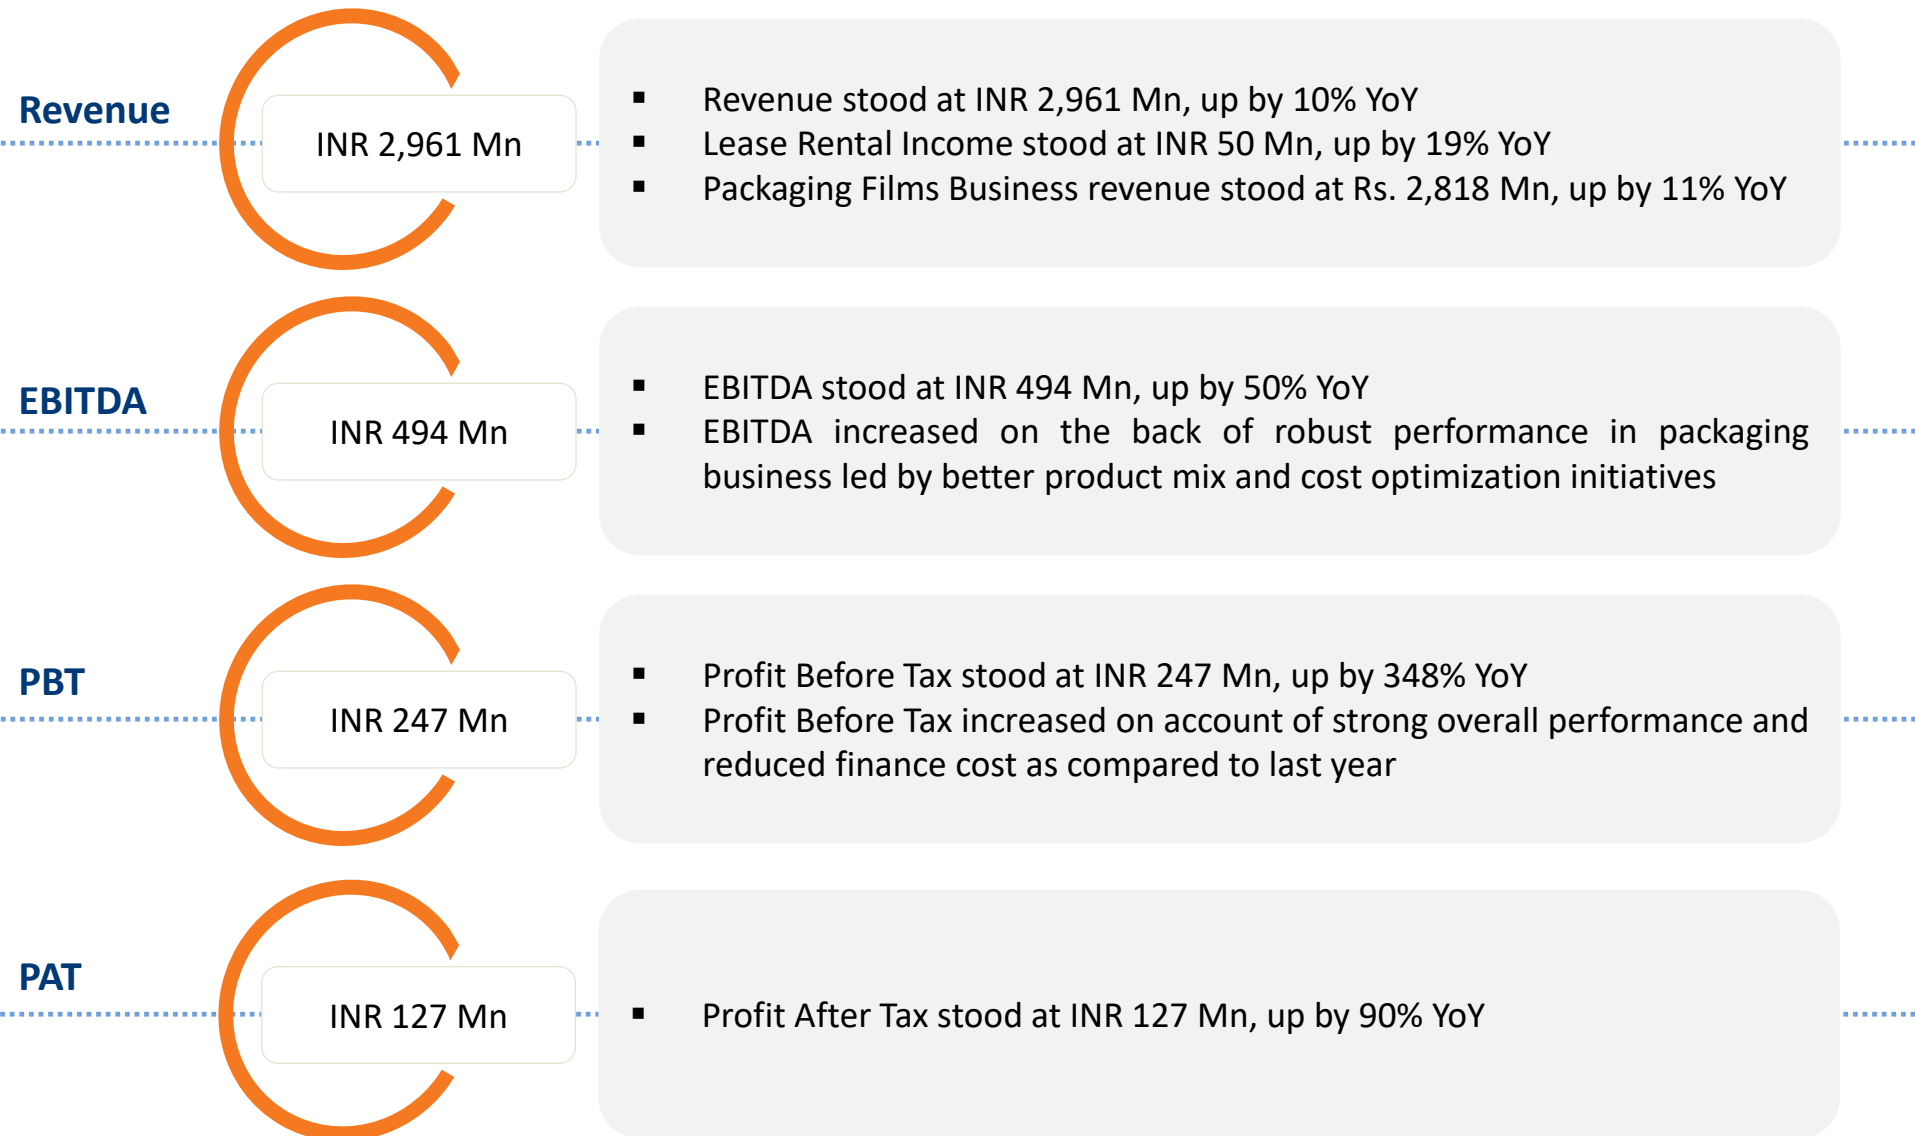 Revenue
INR 2,961 Mn
▪ Revenue stood at INR 2,961 Mn, up by 10% YoY
▪ Lease Rental Income stood at INR 50 Mn, up by 19% YoY
▪ Packaging Films Business revenue stood at Rs. 2,818 Mn, up by 11% YoY
EBITDA
INR 494 Mn
▪ EBITDA stood at INR 494 Mn, up by 50% YoY
▪ EBITDA increased on the back of robust performance in packaging
business led by better product mix and cost optimization initiatives
PBT
INR 247 Mn
▪ Profit Before Tax stood at INR 247 Mn, up by 348% YoY
▪ Profit Before Tax increased on account of strong overall performance and
reduced finance cost as compared to last year
PAT
INR 127 Mn
▪ Profit After Tax stood at INR 127 Mn, up by 90% YoY